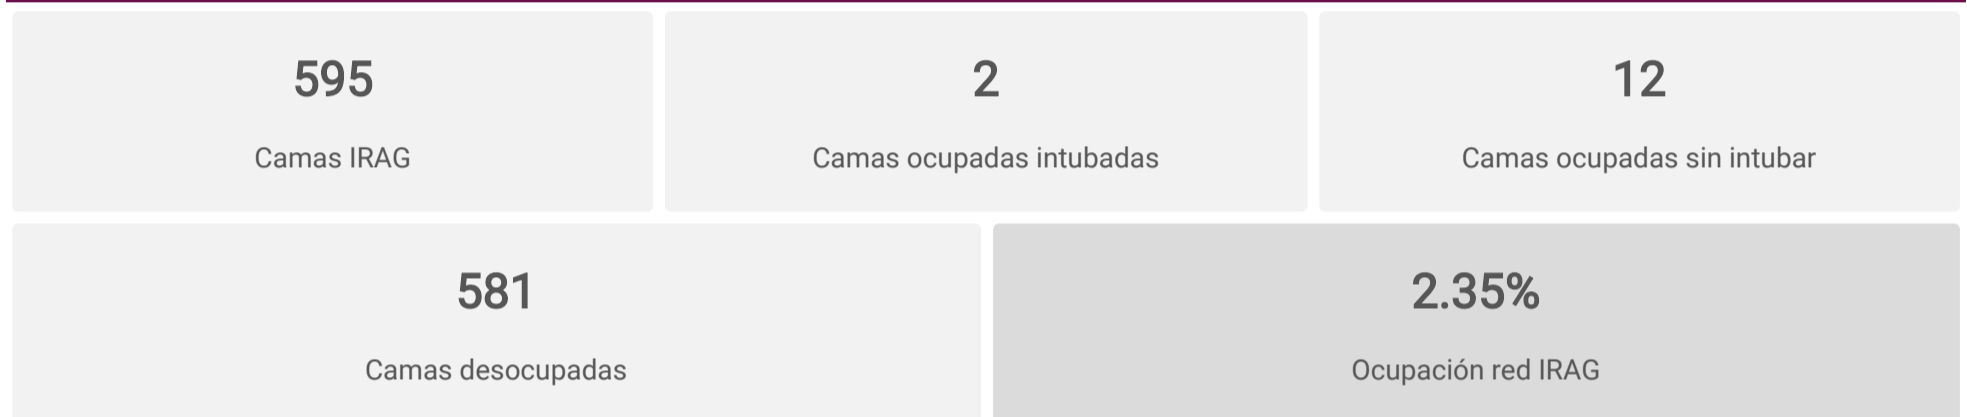 595
Camas IRAG
2
Camas ocupadas intubadas
12
Camas ocupadas sin intubar
581
Camas desocupadas
2.35%
Ocupación red IRAG